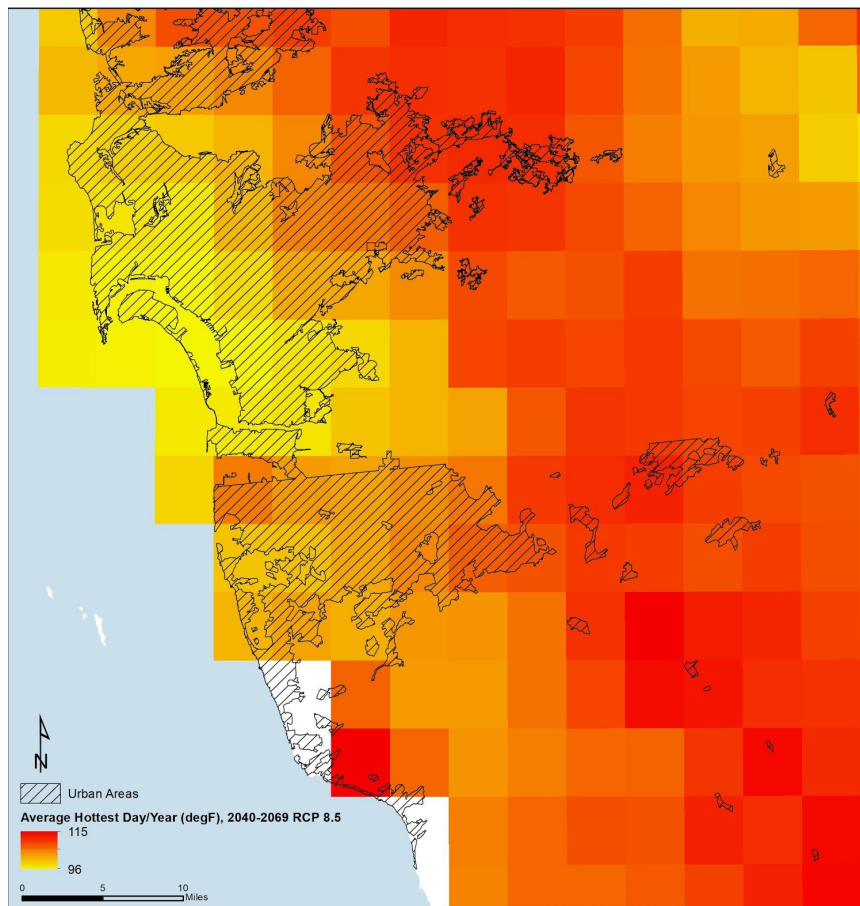 N
Urban Areas
Average Hottest Day/Year (degF), 2040-2069 RCP 8.5
115
96
0 5 10
Miles